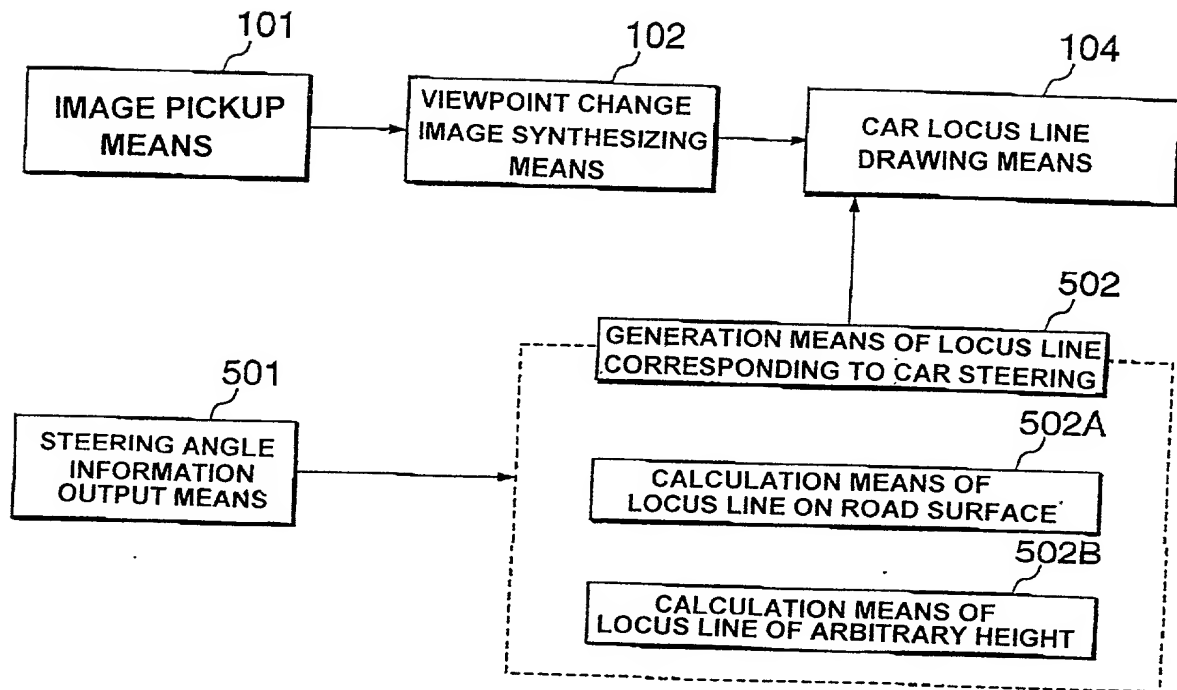 101
IMAGE PICKUP
MEANS
102
VIEWPOINT CHANGE
IMAGE SYNTHESIZING
MEANS
104
CAR LOCUS LINE
DRAWING MEANS
502
GENERATION MEANS OF LOCUS LINE
CORRESPONDING TO CAR STEERING
501
STEERING ANGLE
INFORMATION
OUTPUT MEANS
502A
CALCULATION MEANS OF
LOCUS LINE ON ROAD SURFACE
502B
CALCULATION MEANS OF
LOCUS LINE OF ARBITRARY HEIGHT